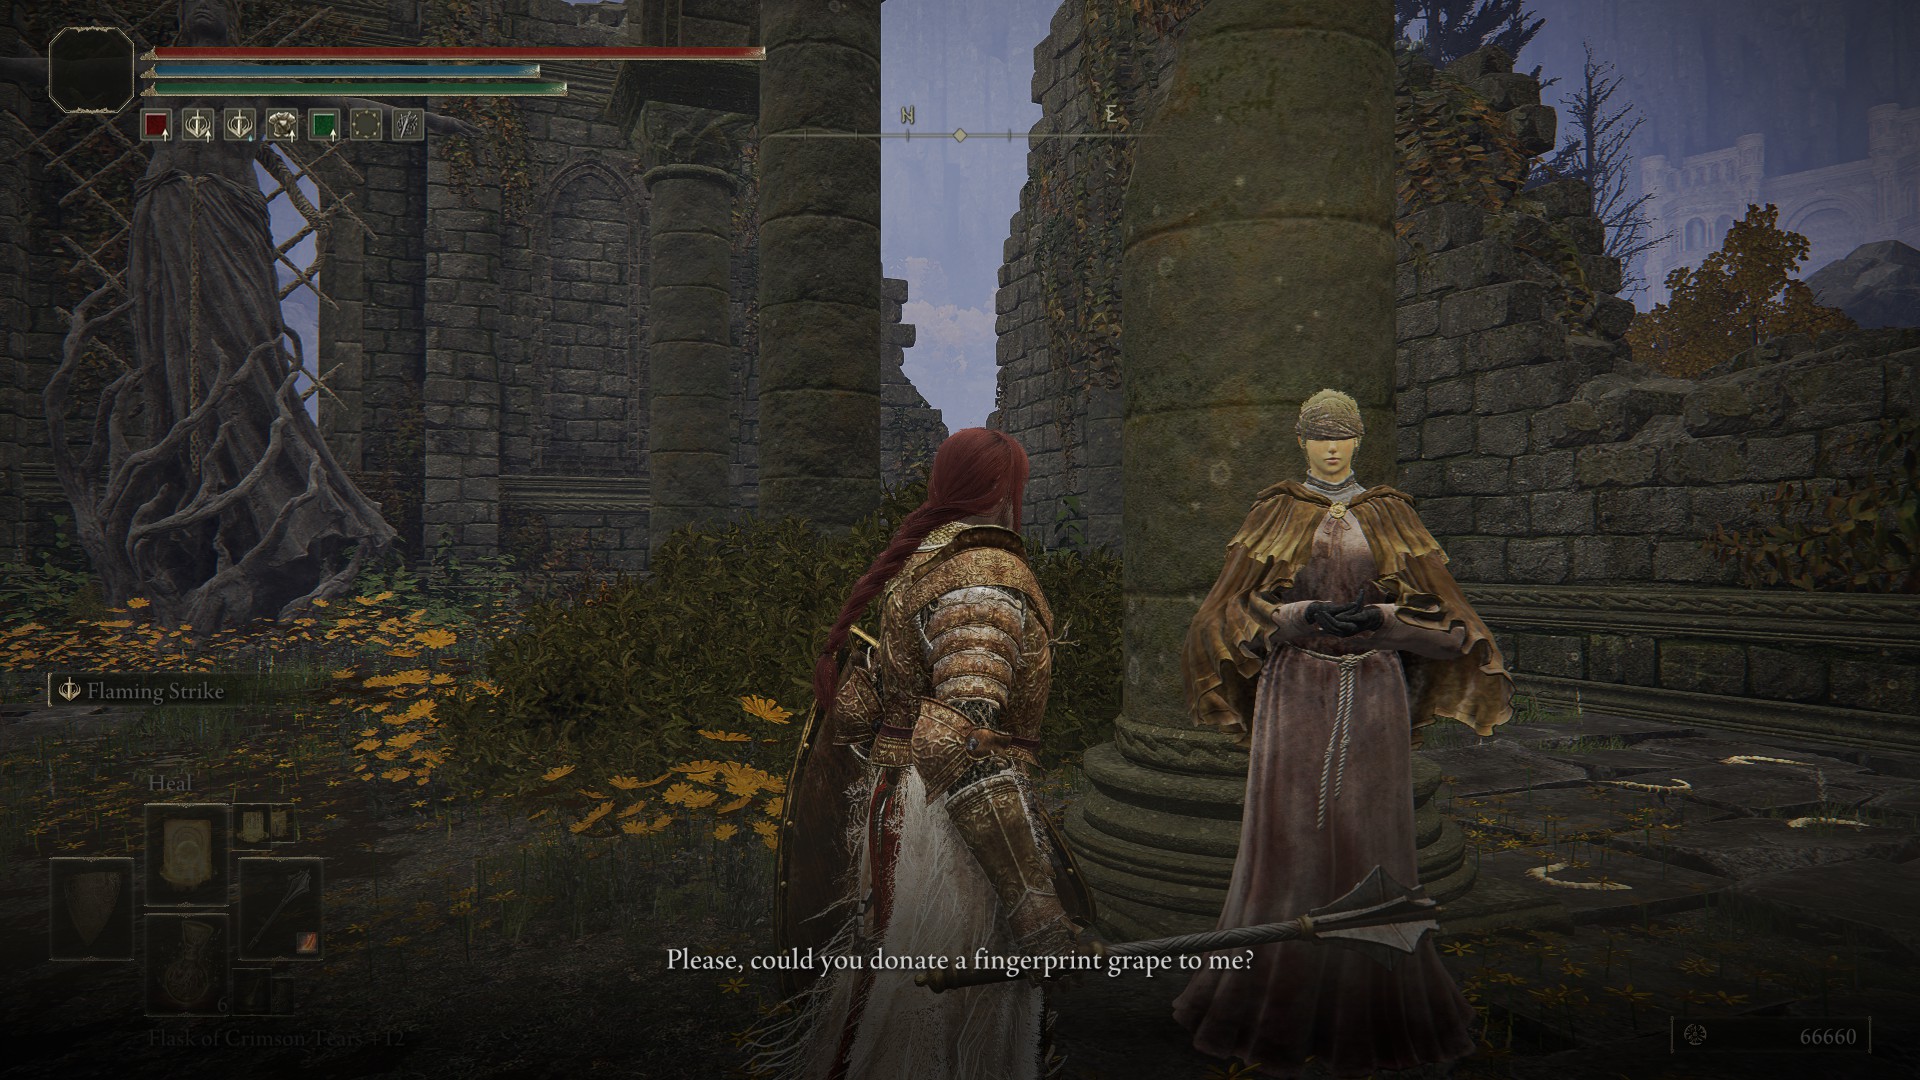 N
E
Flaming Strike
Heal
Please, could you donate a fingerprint grape to me?
6
Flask of Crimson Tears +12
66660